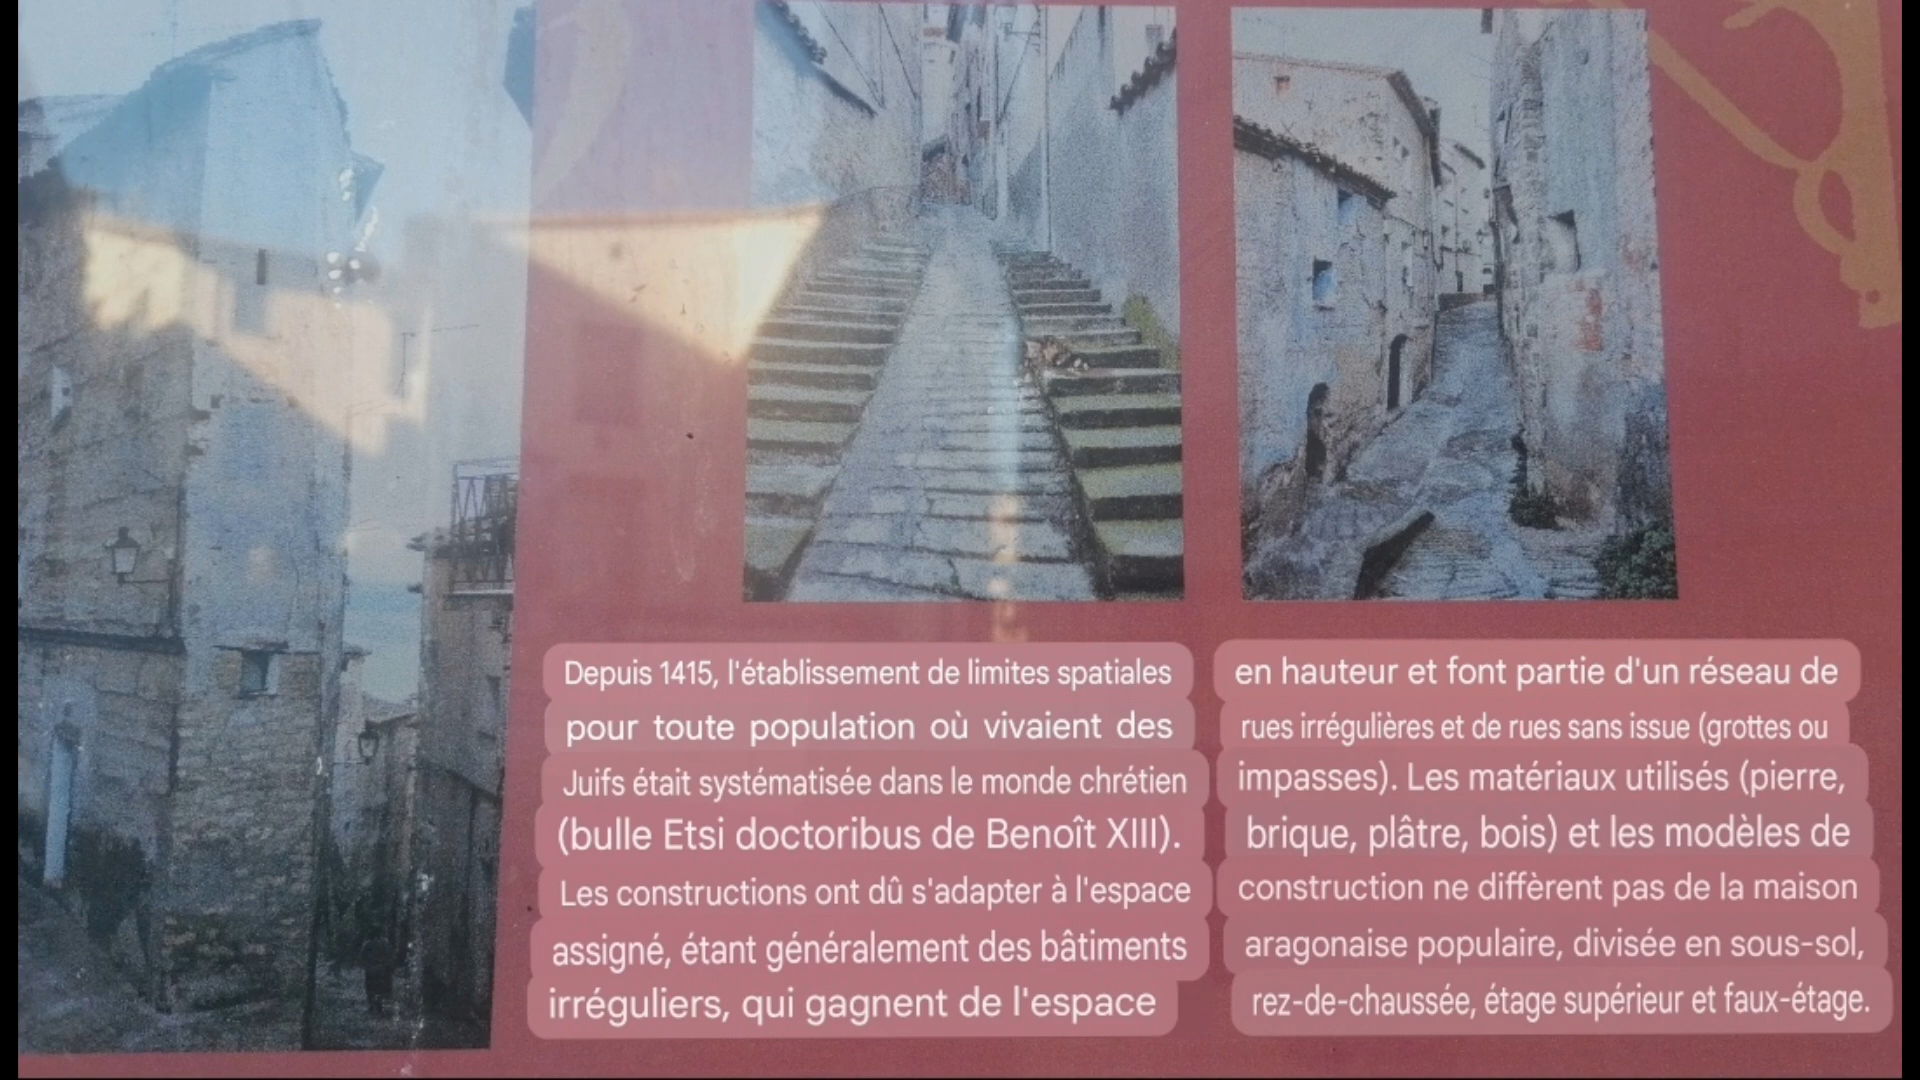 Depuis 1415, l'établissement de limites spatiales
pour toute population où vivaient des
Juifs était systématisée dans le monde chrétien
(bulle Etsi doctoribus de Benoît XIII).
Les constructions ont dû s'adapter à l'espace
assigné, étant généralement des bâtiments
irréguliers, qui gagnent de l'espace
en hauteur et font partie d'un réseau de
rues irrégulières et de rues sans issue (grottes ou
impasses). Les matériaux utilisés (pierre,
brique, plâtre, bois) et les modèles de
construction ne diffèrent pas de la maison
aragonaise populaire, divisée en sous-sol,
rez-de-chaussée, étage supérieur et faux-étage.